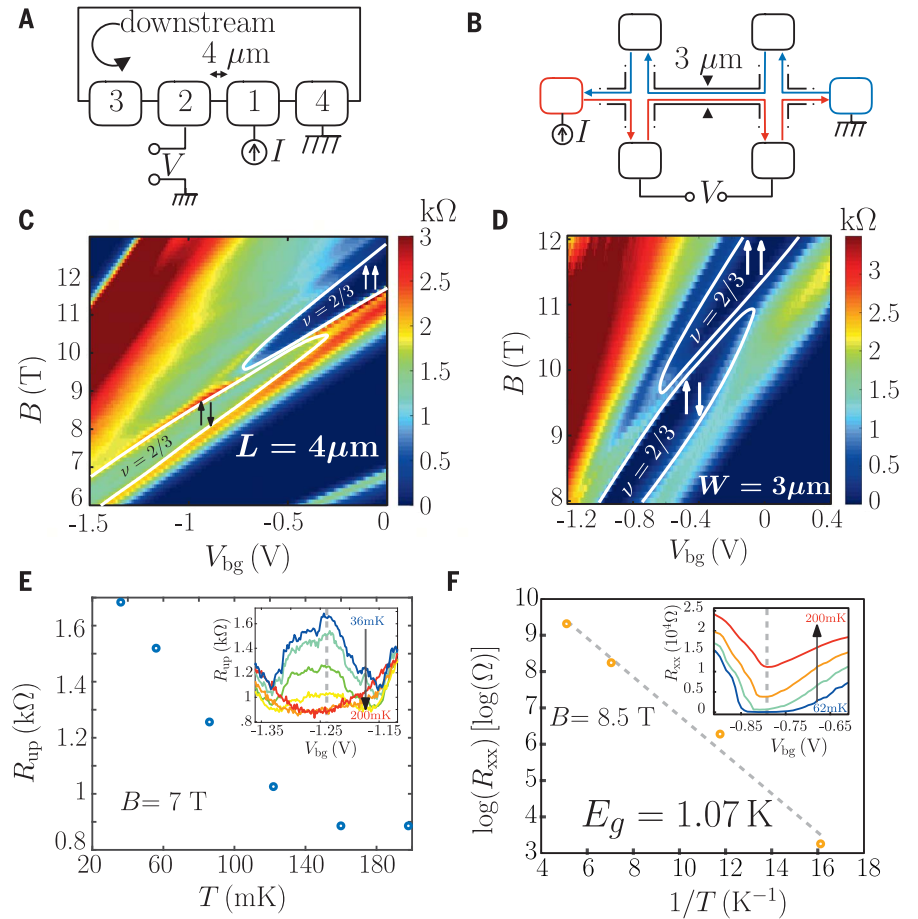 A
downstream
4 μm
3
2
1
4
V
I
B
3 μm
I
V
C
kΩ
3
2.5
2
1.5
1
0.5
0
12
11
10
9
8
7
6
B (T)
ν = 2/3
ν = 2/3
L = 4μm
-1.5
-1
-0.5
0
V_bg (V)
D
kΩ
3
2.5
2
1.5
1
0.5
0
12
11
10
9
8
B (T)
ν = 2/3
ν = 2/3
W = 3μm
-1.2
-0.8
-0.4
0
0.4
V_bg (V)
E
1.6
1.4
1.2
1
0.8
R_up (kΩ)
B= 7 T
20
60
100
140
180
T (mK)
1.6
1.4
1.2
1
.8
R_up (kΩ)
36mK
200mK
-1.35
-1.25
-1.15
V_bg (V)
F
10
9
8
7
6
5
4
3
log(R_xx) [log(Ω)]
B= 8.5 T
E_g = 1.07 K
4
6
8
10
12
14
16
18
1/T (K⁻¹)
2.5
2
1.5
1
0.5
0
R_xx (10⁴Ω)
200mK
62mK
-0.85
-0.75
-0.65
V_bg (V)